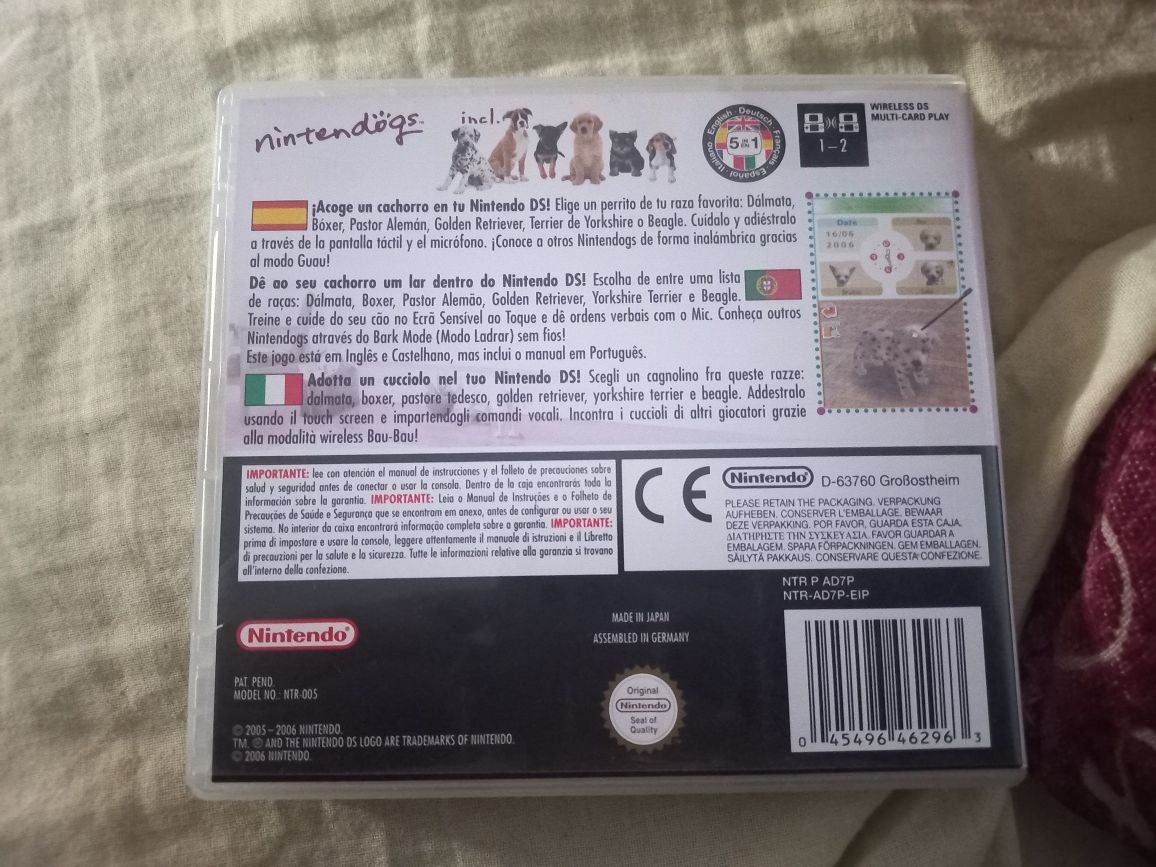 nintendogs™
incl.
English · Deutsch · Français · Español · Italiano
5 IN EN 1
1–2
WIRELESS DS
MULTI-CARD PLAY
¡Acoge un cachorro en tu Nintendo DS! Elige un perrito de tu raza favorita: Dálmata,
Bóxer, Pastor Alemán, Golden Retriever, Terrier de Yorkshire o Beagle. Cuídalo y adiéstralo
a través de la pantalla táctil y el micrófono. ¡Conoce a otros Nintendogs de forma inalámbrica gracias
al modo Guau!
Date
16/06
2006
Dê ao seu cachorro um lar dentro do Nintendo DS! Escolha de entre uma lista
de raças: Dálmata, Boxer, Pastor Alemão, Golden Retriever, Yorkshire Terrier e Beagle.
Treine e cuide do seu cão no Ecrã Sensível ao Toque e dê ordens verbais com o Mic. Conheça outros
Nintendogs através do Bark Mode (Modo Ladrar) sem fios!
Este jogo está em Inglês e Castelhano, mas inclui o manual em Português.
Adotta un cucciolo nel tuo Nintendo DS! Scegli un cagnolino fra queste razze:
dalmata, boxer, pastore tedesco, golden retriever, yorkshire terrier e beagle. Addestralo
usando il touch screen e impartendogli comandi vocali. Incontra i cuccioli di altri giocatori grazie
alla modalità wireless Bau-Bau!
IMPORTANTE: lee con atención el manual de instrucciones y el folleto de precauciones sobre
salud y seguridad antes de conectar o usar la consola. Dentro de la caja encontrarás toda la
información sobre la garantía. IMPORTANTE: Leia o Manual de Instruções e o Folheto de
Precauções de Saúde e Segurança que se encontram em anexo, antes de configurar ou usar o seu
sistema. No interior da caixa encontrará informação completa sobre a garantia. IMPORTANTE:
prima di impostare e usare la console, leggere attentamente il manuale di istruzioni e il Libretto
di precauzioni per la salute e la sicurezza. Tutte le informazioni relative alla garanzia si trovano
all'interno della confezione.
CE
Nintendo® D-63760 Großostheim
PLEASE RETAIN THE PACKAGING. VERPACKUNG
AUFHEBEN. CONSERVER L'EMBALLAGE. BEWAAR
DEZE VERPAKKING. POR FAVOR, GUARDA ESTA CAJA.
ΔΙΑΤΗΡΗΣΤΕ ΤΗΝ ΣΥΣΚΕΥΑΣΙΑ. FAVOR GUARDAR A
EMBALAGEM. SPARA FÖRPACKNINGEN. GEM EMBALLAGEN.
SÄILYTÄ PAKKAUS. CONSERVARE QUESTA CONFEZIONE.
NTR P AD7P
NTR-AD7P-EIP
Nintendo®
MADE IN JAPAN
ASSEMBLED IN GERMANY
PAT. PEND.
MODEL NO.: NTR-005
Original
Nintendo
Seal of
Quality
© 2005 – 2006 NINTENDO.
TM, ® AND THE NINTENDO DS LOGO ARE TRADEMARKS OF NINTENDO.
© 2006 NINTENDO.
0 45496 46296 3